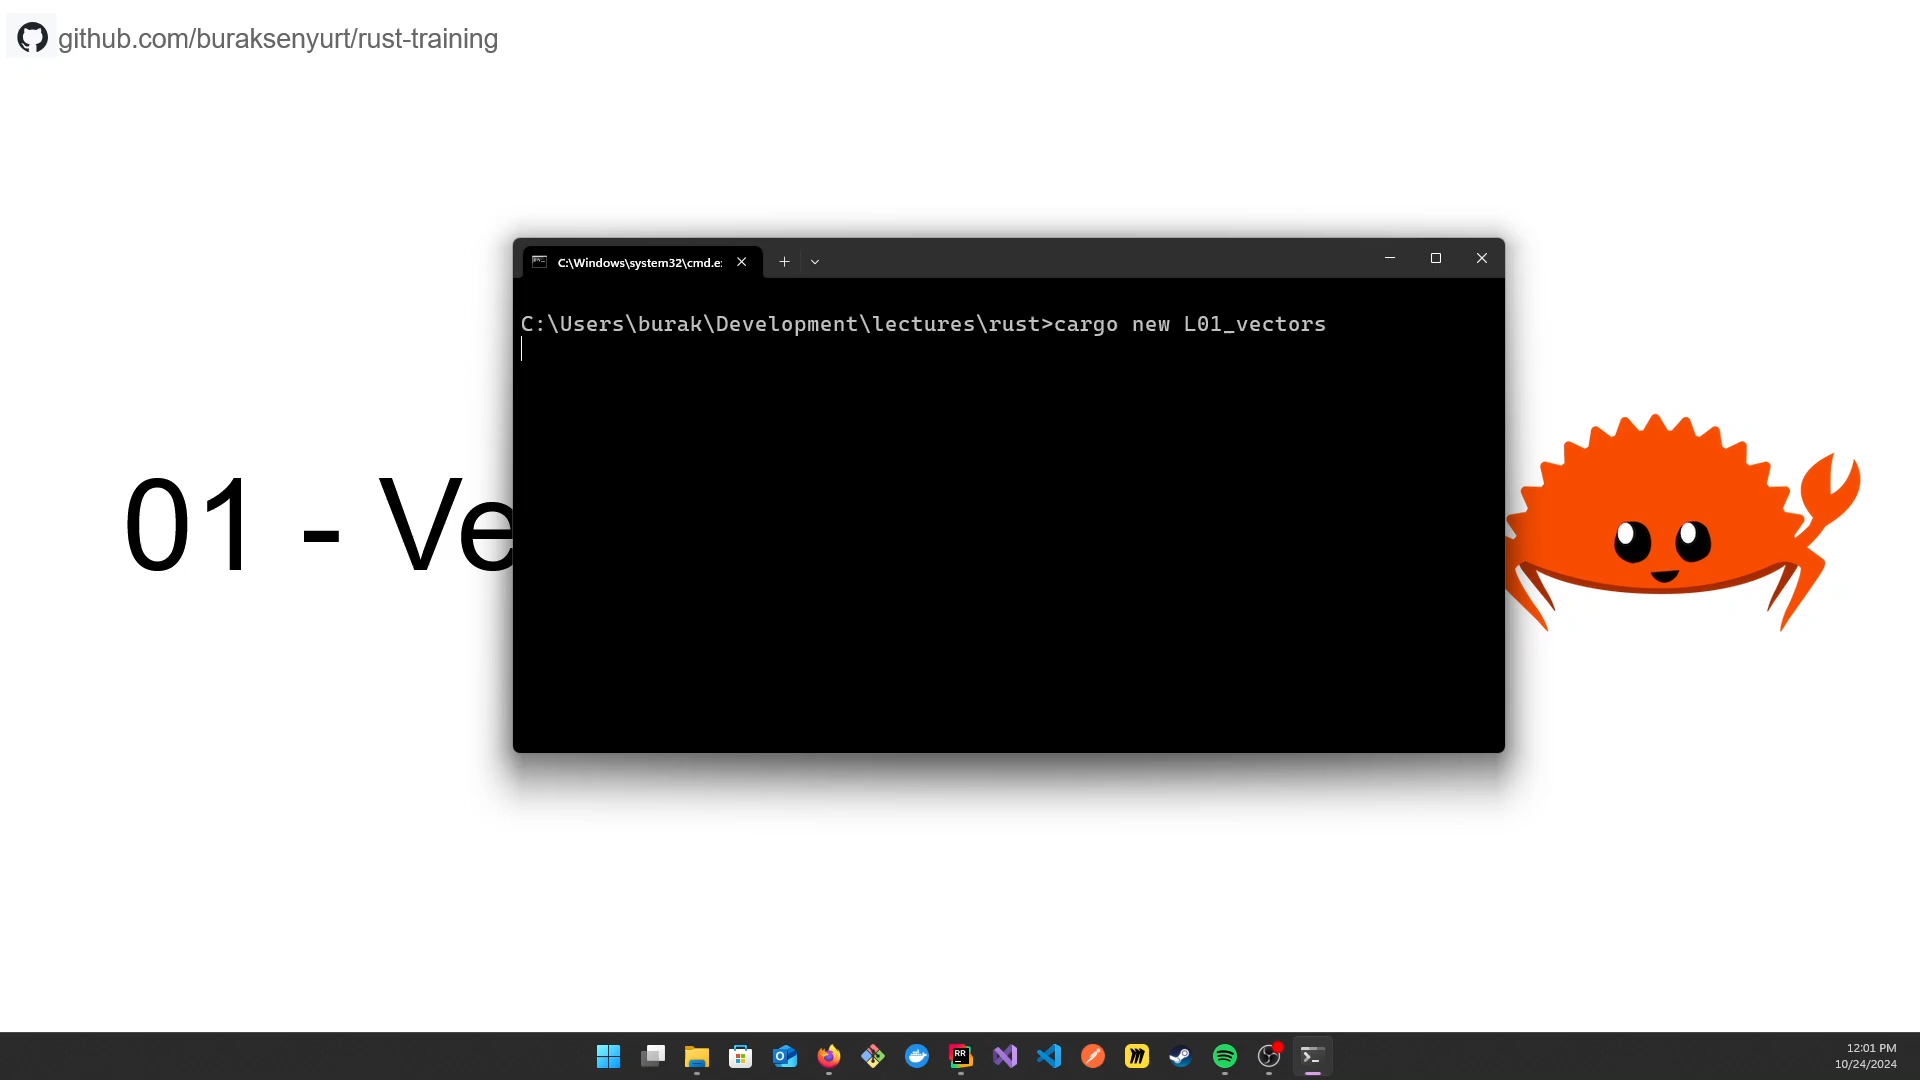 github.com/buraksenyurt/rust-training
C:\Windows\system32\cmd.e
C:\Users\burak\Development\lectures\rust>cargo new L01_vectors
01 - Ve
RR
12:01 PM
10/24/2024